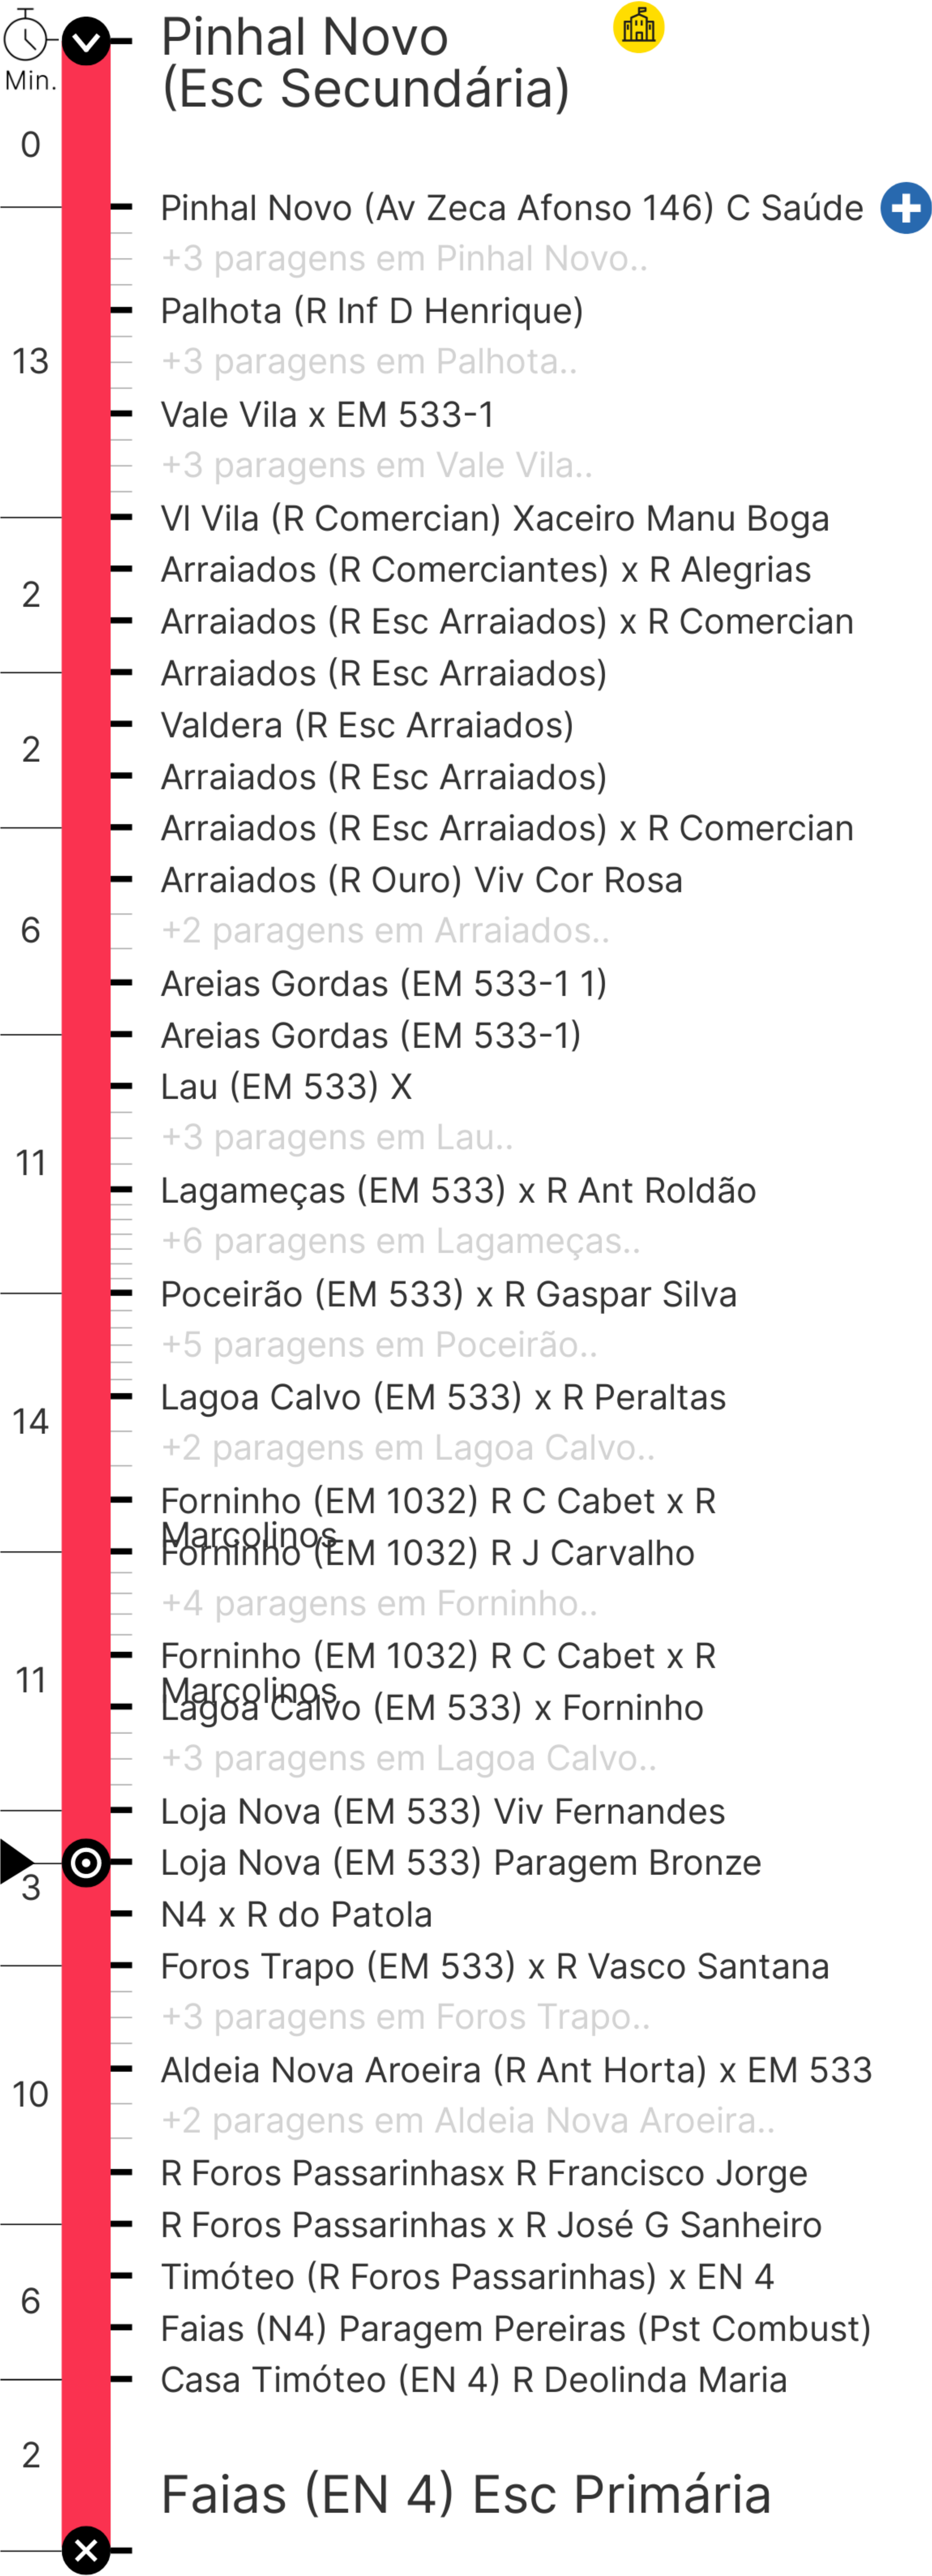 Pinhal Novo
(Esc Secundária)
Min.
0
Pinhal Novo (Av Zeca Afonso 146) C Saúde
+3 paragens em Pinhal Novo..
Palhota (R Inf D Henrique)
13
+3 paragens em Palhota..
Vale Vila x EM 533-1
+3 paragens em Vale Vila..
Vl Vila (R Comercian) Xaceiro Manu Boga
Arraiados (R Comerciantes) x R Alegrias
2
Arraiados (R Esc Arraiados) x R Comercian
Arraiados (R Esc Arraiados)
Valdera (R Esc Arraiados)
2
Arraiados (R Esc Arraiados)
Arraiados (R Esc Arraiados) x R Comercian
Arraiados (R Ouro) Viv Cor Rosa
6
+2 paragens em Arraiados..
Areias Gordas (EM 533-1 1)
Areias Gordas (EM 533-1)
Lau (EM 533) X
+3 paragens em Lau..
11
Lagameças (EM 533) x R Ant Roldão
+6 paragens em Lagameças..
Poceirão (EM 533) x R Gaspar Silva
+5 paragens em Poceirão..
Lagoa Calvo (EM 533) x R Peraltas
14
+2 paragens em Lagoa Calvo..
Forninho (EM 1032) R C Cabet x R
Marcolinos
Forninho (EM 1032) R J Carvalho
+4 paragens em Forninho..
Forninho (EM 1032) R C Cabet x R
Marcolinos
11
Lagoa Calvo (EM 533) x Forninho
+3 paragens em Lagoa Calvo..
Loja Nova (EM 533) Viv Fernandes
Loja Nova (EM 533) Paragem Bronze
3
N4 x R do Patola
Foros Trapo (EM 533) x R Vasco Santana
+3 paragens em Foros Trapo..
Aldeia Nova Aroeira (R Ant Horta) x EM 533
10
+2 paragens em Aldeia Nova Aroeira..
R Foros Passarinhasx R Francisco Jorge
R Foros Passarinhas x R José G Sanheiro
Timóteo (R Foros Passarinhas) x EN 4
6
Faias (N4) Paragem Pereiras (Pst Combust)
Casa Timóteo (EN 4) R Deolinda Maria
2
Faias (EN 4) Esc Primária